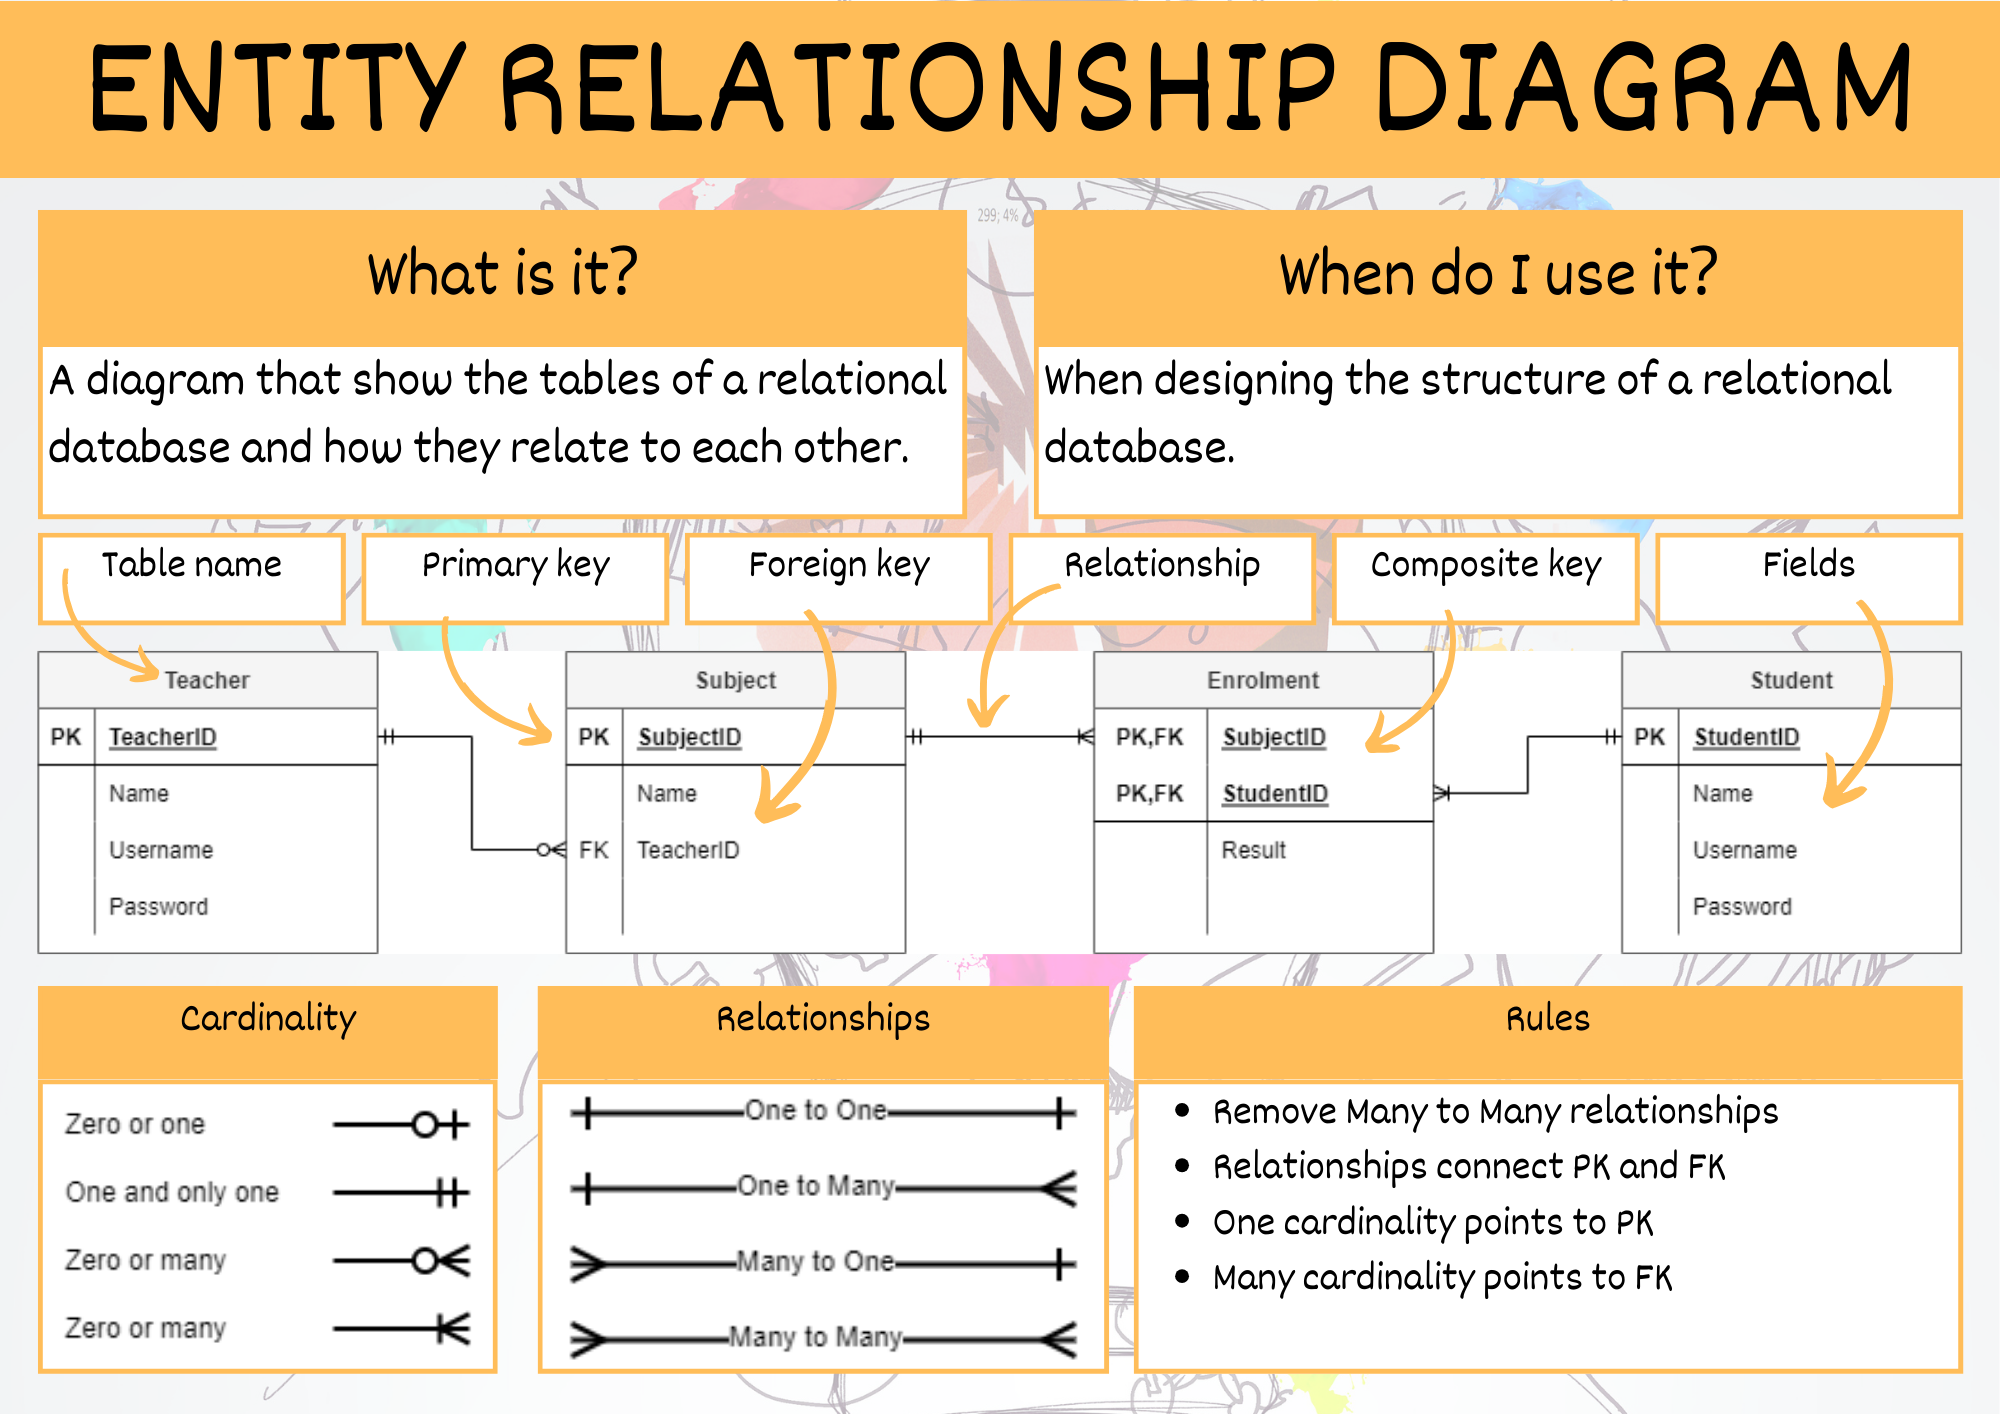 ENTITY RELATIONSHIP DIAGRAM
299; 4%
What is it?
A diagram that show the tables of a relational
database and how they relate to each other.
When do I use it?
When designing the structure of a relational
database.
Table name
Primary key
Foreign key
Relationship
Composite key
Fields
Teacher
PK TeacherID
Name
Username
Password
Subject
PK SubjectID
Name
FK TeacherID
Enrolment
PK,FK SubjectID
PK,FK StudentID
Result
Student
PK StudentID
Name
Username
Password
Cardinality
Zero or one
One and only one
Zero or many
Zero or many
Relationships
One to One
One to Many
Many to One
Many to Many
Rules
• Remove Many to Many relationships
• Relationships connect PK and FK
• One cardinality points to PK
• Many cardinality points to FK